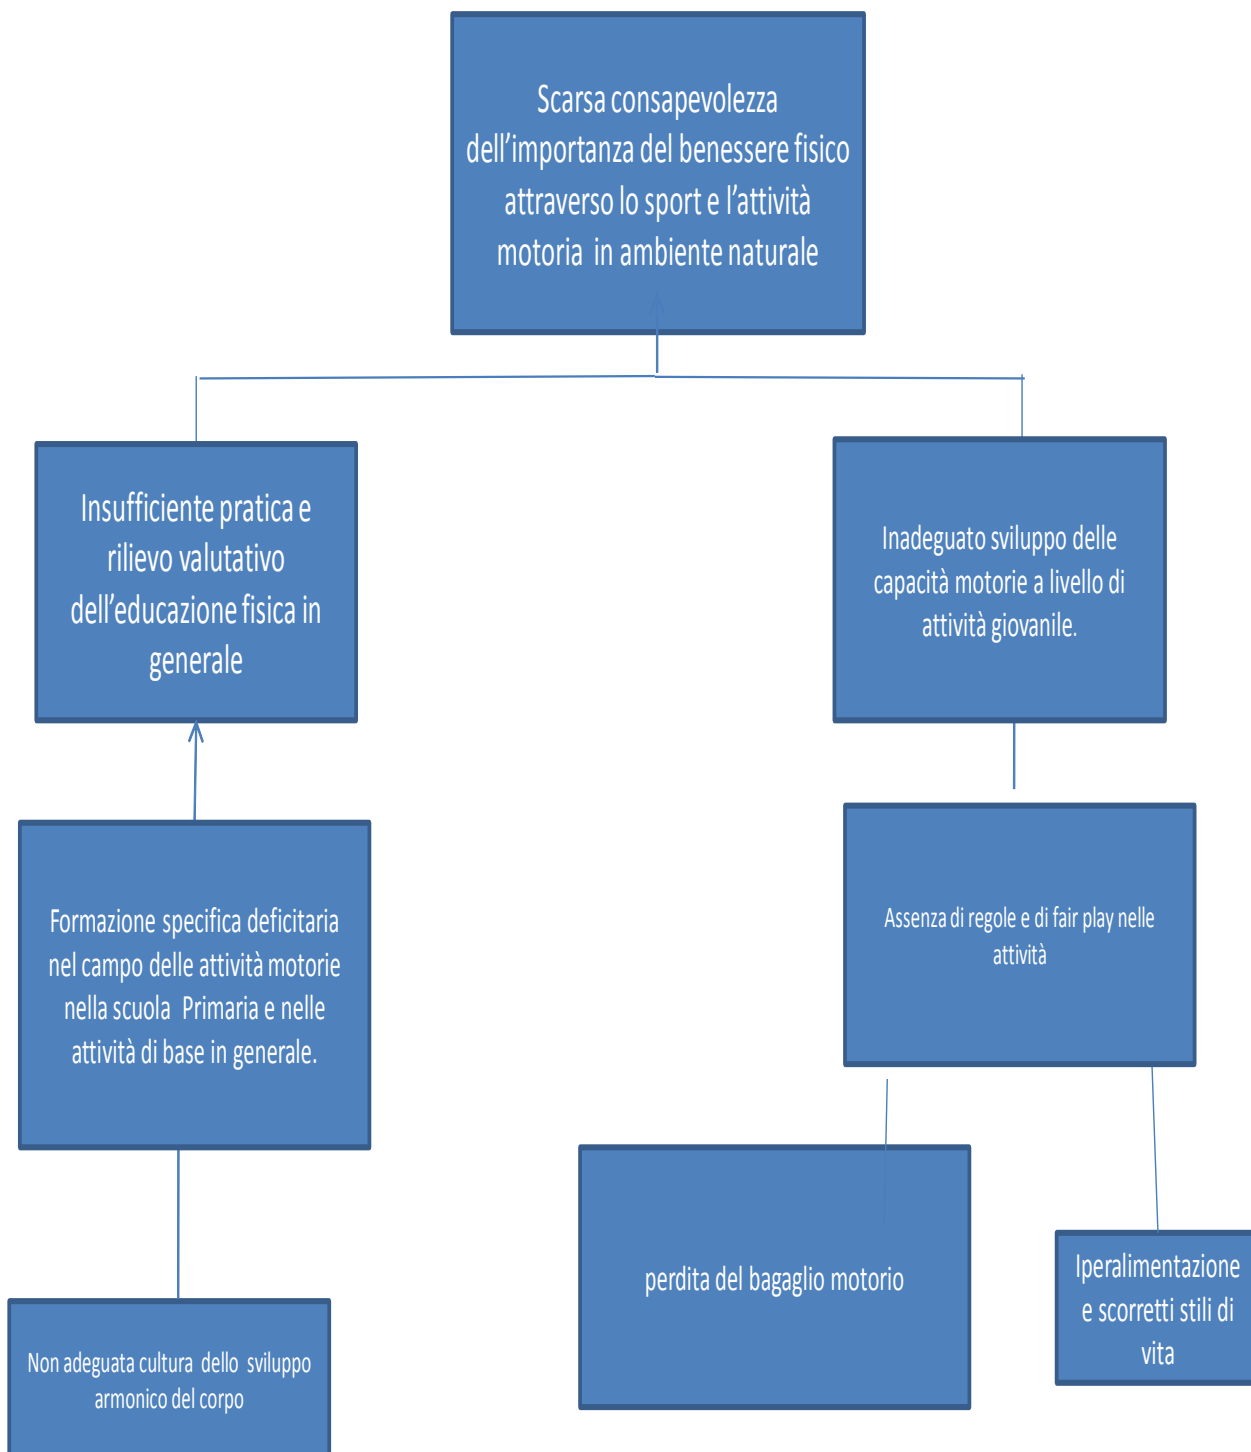 Scarsa consapevolezza
dell’importanza del benessere fisico
attraverso lo sport e l’attività
motoria in ambiente naturale
Insufficiente pratica e
rilievo valutativo
dell’educazione fisica in
generale
Inadeguato sviluppo delle
capacità motorie a livello di
attività giovanile.
Formazione specifica deficitaria
nel campo delle attività motorie
nella scuola Primaria e nelle
attività di base in generale.
Assenza di regole e di fair play nelle
attività
perdita del bagaglio motorio
Iperalimentazione
e scorretti stili di
vita
Non adeguata cultura dello sviluppo
armonico del corpo